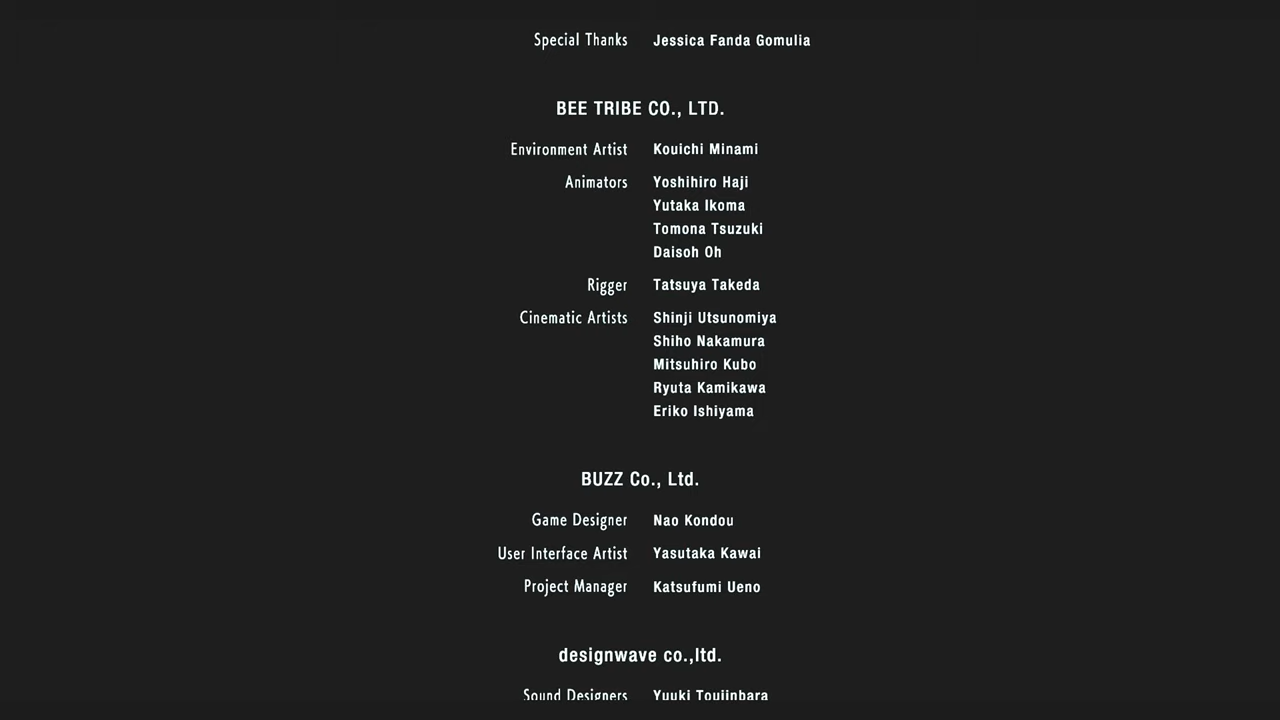 Special Thanks Jessica Fanda Gomulia
BEE TRIBE CO., LTD.
Environment Artist Kouichi Minami
Animators Yoshihiro Haji
Yutaka Ikoma
Tomona Tsuzuki
Daisoh Oh
Rigger Tatsuya Takeda
Cinematic Artists Shinji Utsunomiya
Shiho Nakamura
Mitsuhiro Kubo
Ryuta Kamikawa
Eriko Ishiyama
BUZZ Co., Ltd.
Game Designer Nao Kondou
User Interface Artist Yasutaka Kawai
Project Manager Katsufumi Ueno
designwave co.,ltd.
Sound Designers Yuuki Toujinbara